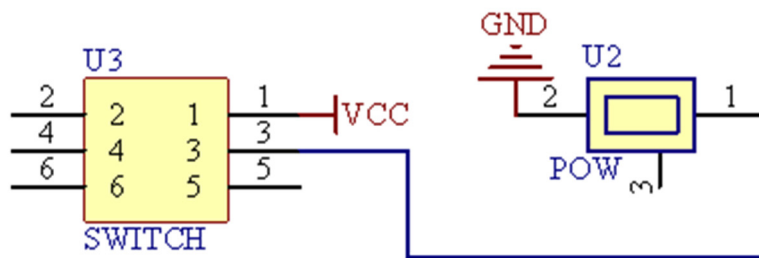 GND
U3
U2
2 2 1 1 VCC
2 1
4 4 3 3
6 6 5 5
POW 3
SWITCH